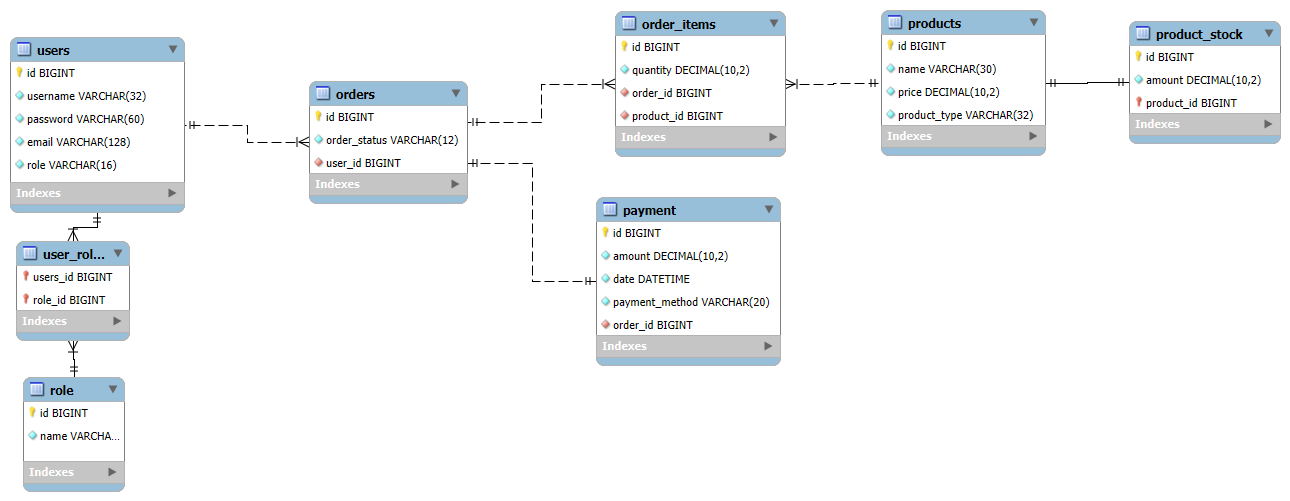 users
id BIGINT
username VARCHAR(32)
password VARCHAR(60)
email VARCHAR(128)
role VARCHAR(16)
Indexes
user_rol...
users_id BIGINT
role_id BIGINT
Indexes
role
id BIGINT
name VARCHA...
Indexes
orders
id BIGINT
order_status VARCHAR(12)
user_id BIGINT
Indexes
order_items
id BIGINT
quantity DECIMAL(10,2)
order_id BIGINT
product_id BIGINT
Indexes
payment
id BIGINT
amount DECIMAL(10,2)
date DATETIME
payment_method VARCHAR(20)
order_id BIGINT
Indexes
products
id BIGINT
name VARCHAR(30)
price DECIMAL(10,2)
product_type VARCHAR(32)
Indexes
product_stock
id BIGINT
amount DECIMAL(10,2)
product_id BIGINT
Indexes